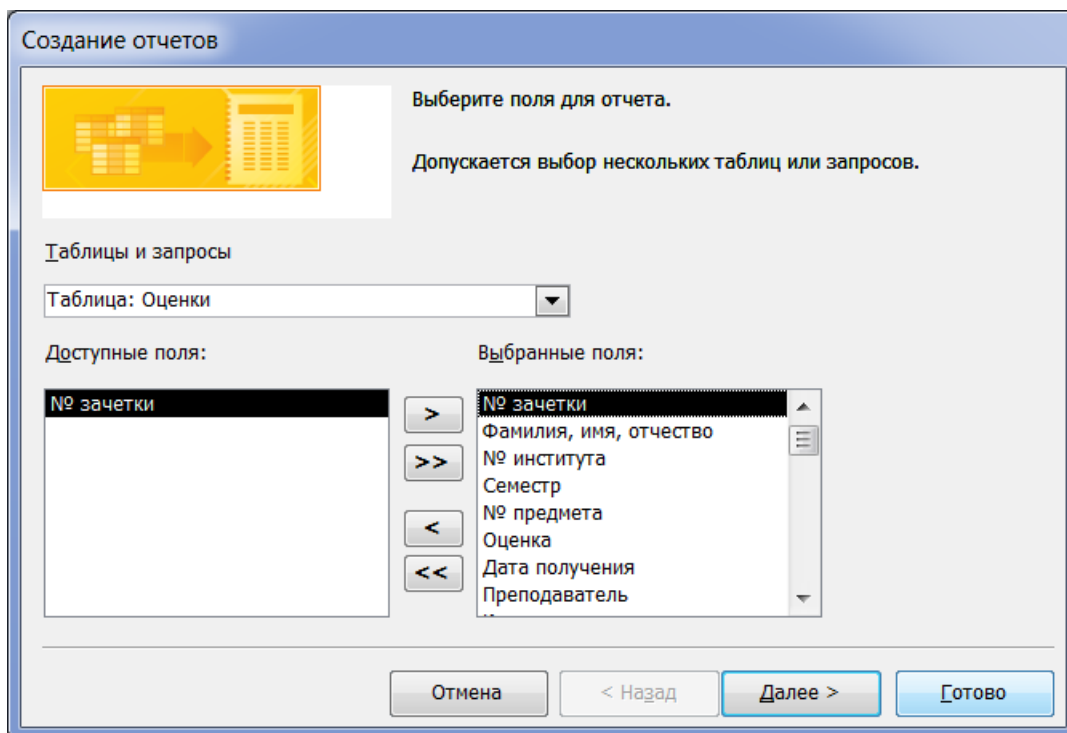 Создание отчетов
Выберите поля для отчета.
Допускается выбор нескольких таблиц или запросов.
Таблицы и запросы
Таблица: Оценки
Доступные поля:
Выбранные поля:
№ зачетки
>
>>
<
<<
№ зачетки
Фамилия, имя, отчество
№ института
Семестр
№ предмета
Оценка
Дата получения
Преподаватель
Отмена
< Назад
Далее >
Готово